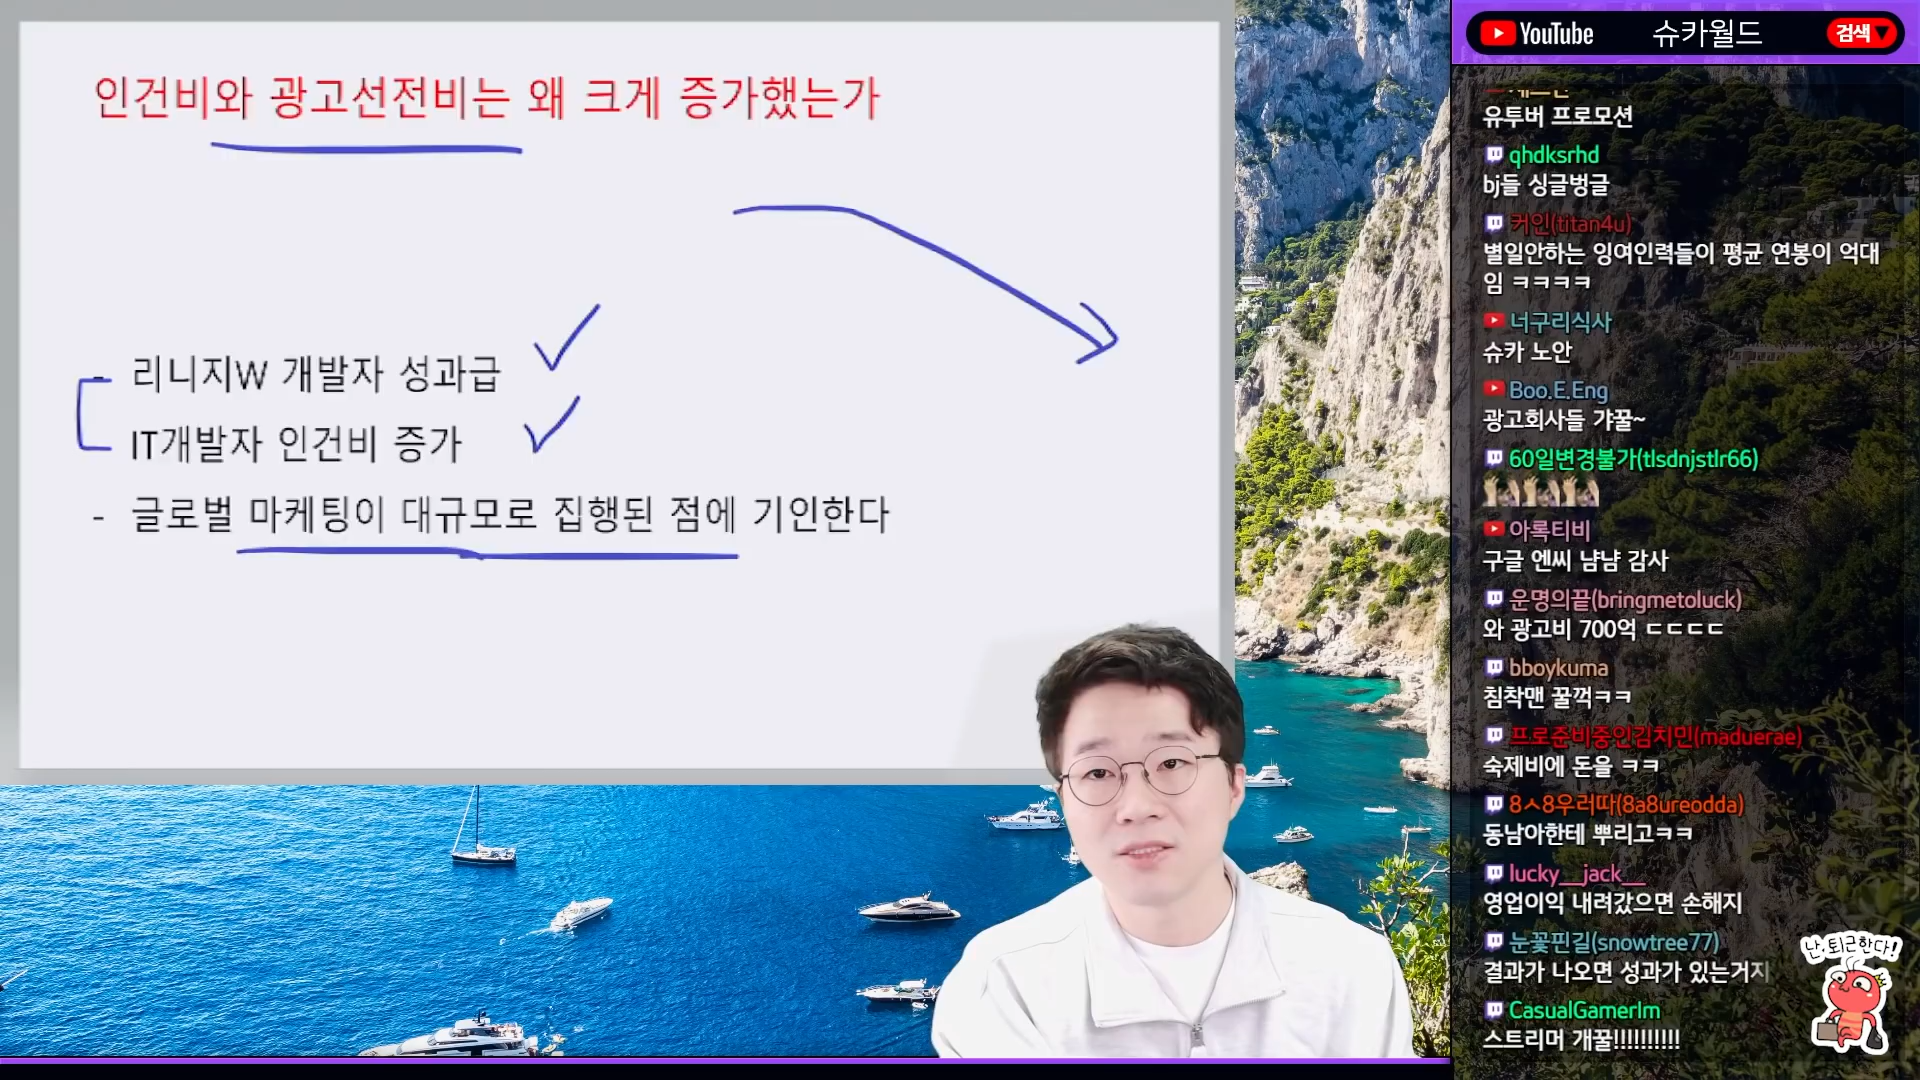 인건비와 광고선전비는 왜 크게 증가했는가
- 리니지W 개발자 성과급
IT개발자 인건비 증가
- 글로벌 마케팅이 대규모로 집행된 점에 기인한다
YouTube 슈카월드 검색▼
유투버 프로모션
qhdksrhd
bj들 싱글벙글
커인(titan4u)
별일안하는 잉여인력들이 평균 연봉이 억대
임 ㅋㅋㅋㅋ
너구리식사
슈카 노안
Boo.E.Eng
광고회사들 갸꿀~
60일변경불가(tlsdnjstlr66)
아록티비
구글 엔씨 냠냠 감사
운명의끝(bringmetoluck)
와 광고비 700억 ㄷㄷㄷㄷ
bboykuma
침착맨 꿀꺽ㅋㅋ
프로준비중인김치민(maduerae)
숙제비에 돈을 ㅋㅋ
8ㅅ8우러따(8a8ureodda)
동남아한테 뿌리고ㅋㅋ
lucky__jack__
영업이익 내려갔으면 손해지
눈꽃핀길(snowtree77)
결과가 나오면 성과가 있는거지
CasualGamerIm
스트리머 개꿀!!!!!!!!!!
난, 퇴근한다!